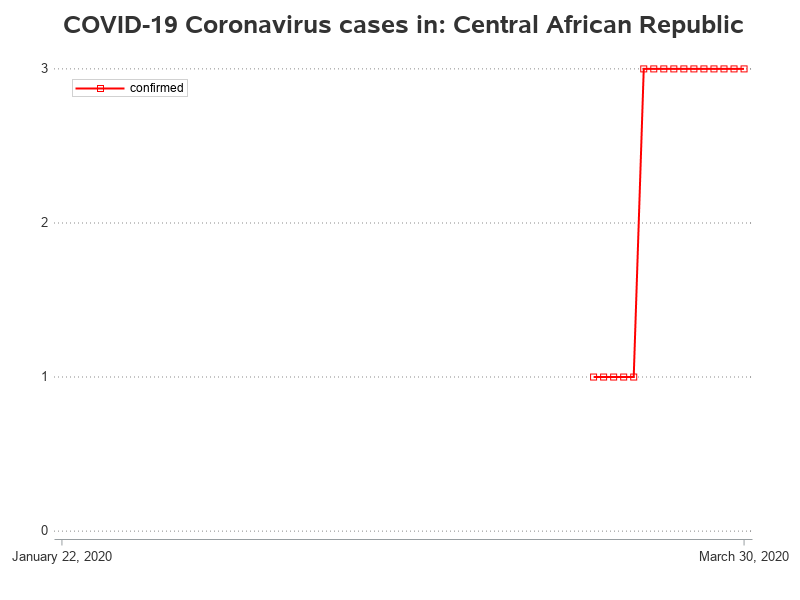 COVID-19 Coronavirus cases in: Central African Republic
3
confirmed
2
1
0
January 22, 2020
March 30, 2020